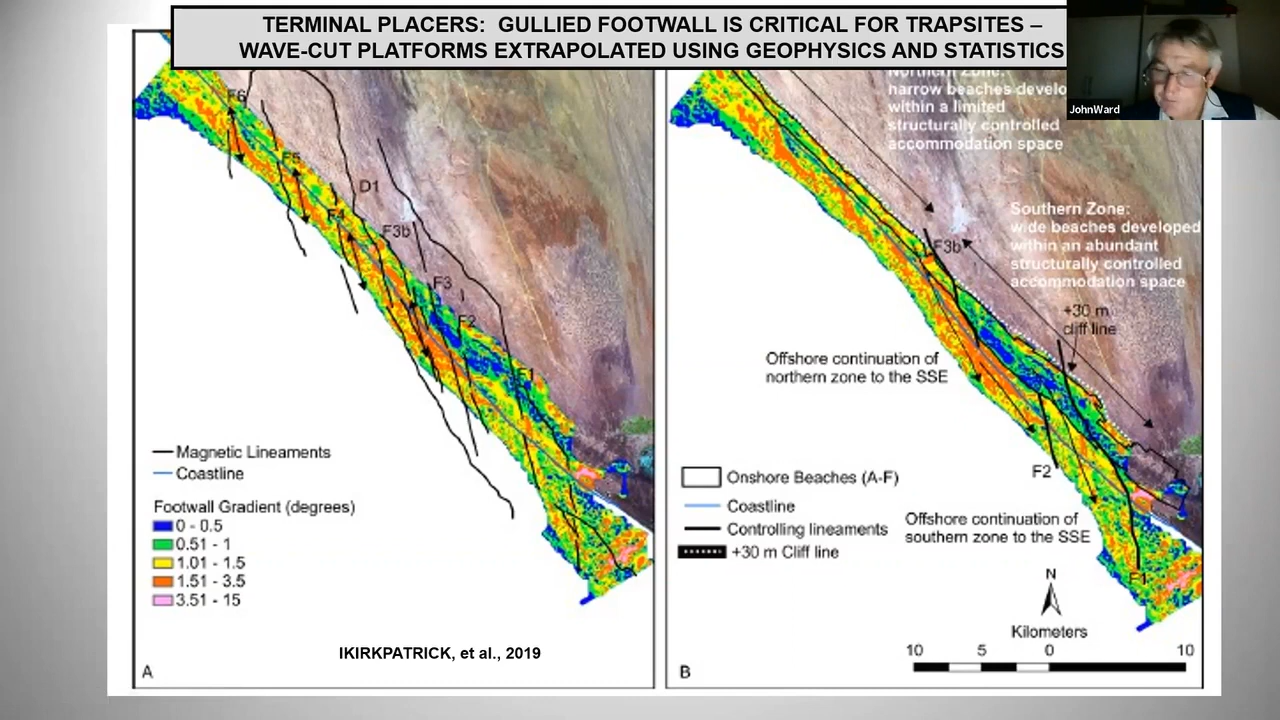 TERMINAL PLACERS: GULLIED FOOTWALL IS CRITICAL FOR TRAPSITES –
WAVE-CUT PLATFORMS EXTRAPOLATED USING GEOPHYSICS AND STATISTICS
JohnWard
F6
F5
D1
F4
F3b
F3
F2
F1
Magnetic Lineaments
Coastline
Footwall Gradient (degrees)
0 - 0.5
0.51 - 1
1.01 - 1.5
1.51 - 3.5
3.51 - 15
IKIRKPATRICK, et al., 2019
A
Northern Zone:
narrow beaches
within a limited
structurally controlled
accommodation space
Southern Zone:
wide beaches developed
within an abundant
structurally controlled
accommodation space
F3b
+30 m
cliff line
Offshore continuation of
northern zone to the SSE
F2
Onshore Beaches (A-F)
Coastline
Controlling lineaments
+30 m Cliff line
Offshore continuation of
southern zone to the SSE
F1
N
Kilometers
10 5 0 10
B